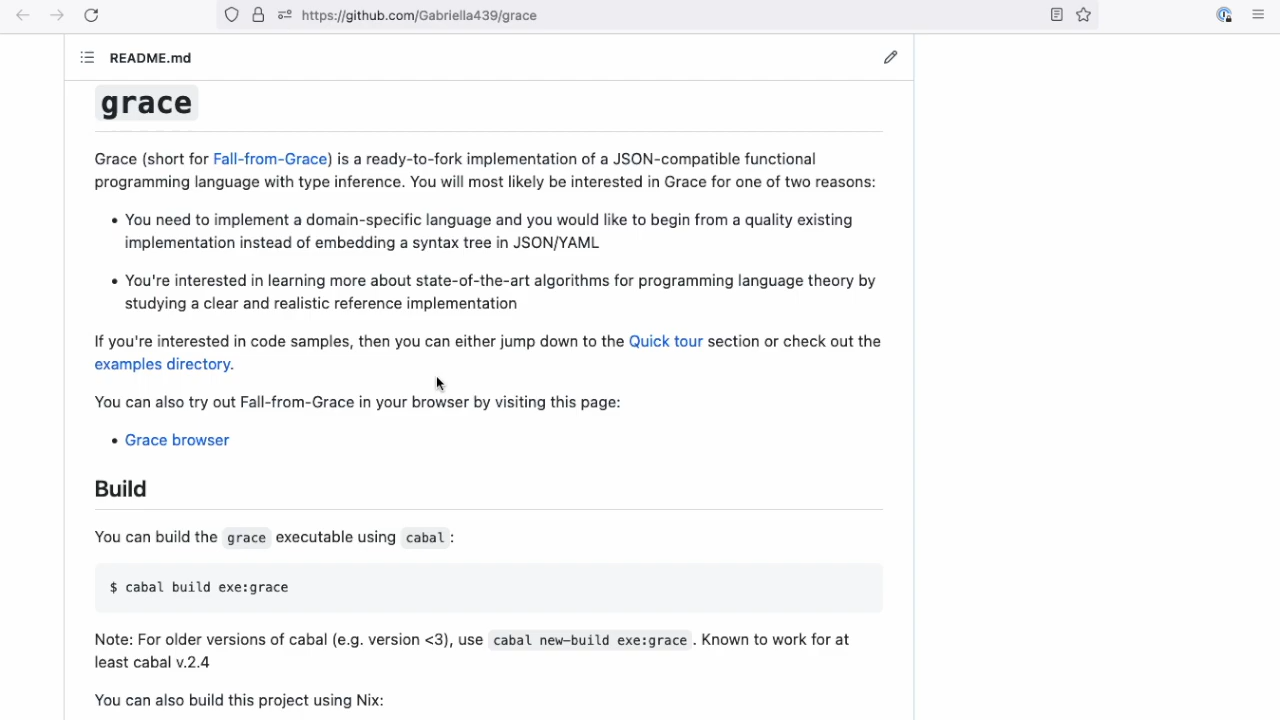 https://github.com/Gabriella439/grace
README.md
grace
Grace (short for Fall-from-Grace) is a ready-to-fork implementation of a JSON-compatible functional
programming language with type inference. You will most likely be interested in Grace for one of two reasons:
• You need to implement a domain-specific language and you would like to begin from a quality existing
implementation instead of embedding a syntax tree in JSON/YAML
• You're interested in learning more about state-of-the-art algorithms for programming language theory by
studying a clear and realistic reference implementation
If you're interested in code samples, then you can either jump down to the Quick tour section or check out the
examples directory.
You can also try out Fall-from-Grace in your browser by visiting this page:
• Grace browser
Build
You can build the grace executable using cabal:
$ cabal build exe:grace
Note: For older versions of cabal (e.g. version <3), use cabal new-build exe:grace. Known to work for at
least cabal v.2.4
You can also build this project using Nix: